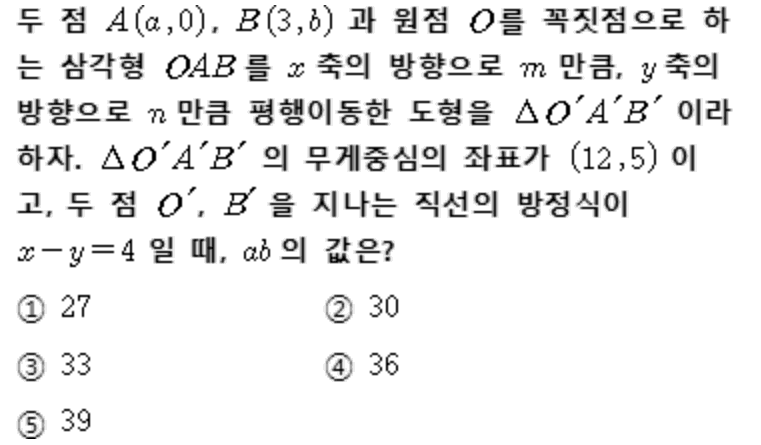 두 점 A(a,0), B(3,b) 과 원점 O를 꼭짓점으로 하
는 삼각형 OAB를 x 축의 방향으로 m 만큼, y 축의
방향으로 n 만큼 평행이동한 도형을 ΔO′A′B′ 이라
하자. ΔO′A′B′ 의 무게중심의 좌표가 (12,5) 이
고, 두 점 O′, B′을 지나는 직선의 방정식이
x-y=4 일 때, ab의 값은?
① 27 ② 30
③ 33 ④ 36
⑤ 39